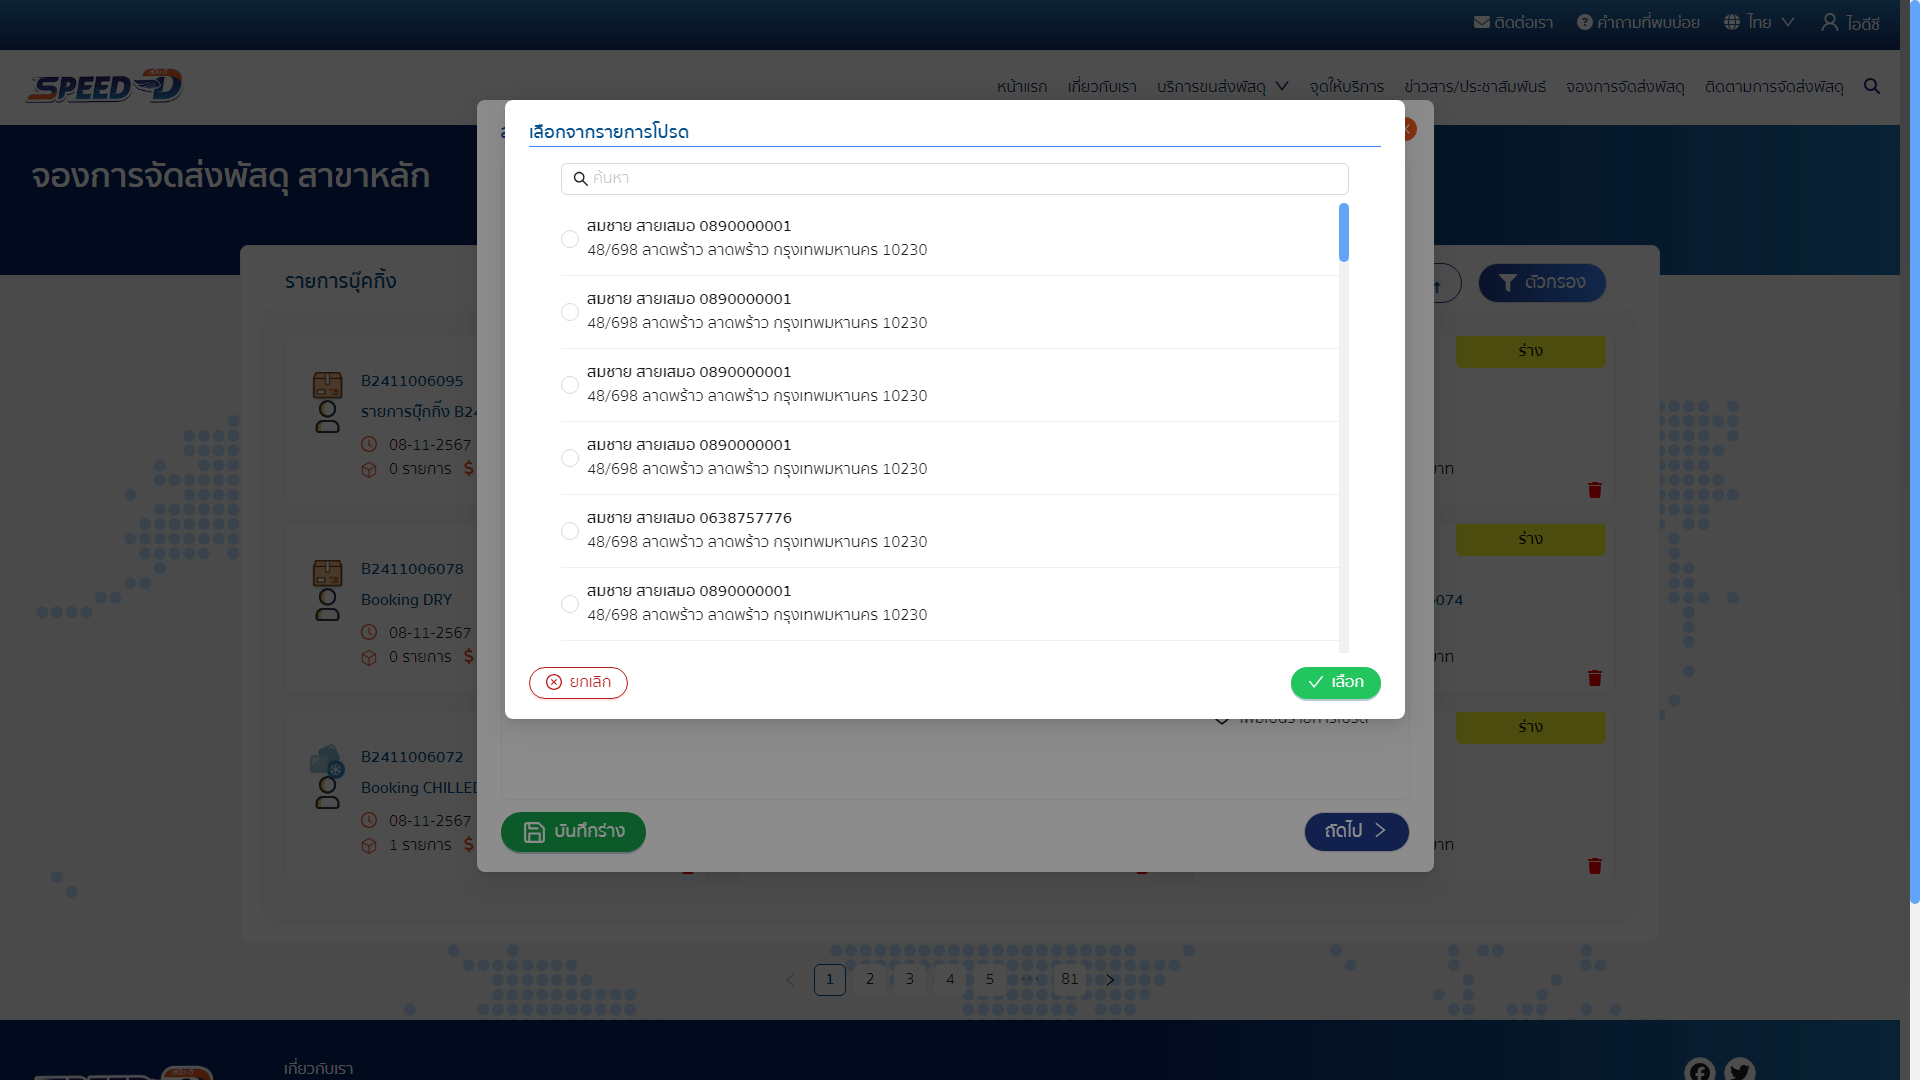 ติดต่อเรา
คำถามที่พบบ่อย
ไทย
ไอดีซี
SPEED-D
หน้าแรก
เกี่ยวกับเรา
บริการขนส่งพัสดุ
จุดให้บริการ
ข่าวสาร/ประชาสัมพันธ์
จองการจัดส่งพัสดุ
ติดตามการจัดส่งพัสดุ
จองการจัดส่งพัสดุ สาขาหลัก
เลือกจากรายการโปรด
ค้นหา
สมชาย สายเสมอ 0890000001
48/698 ลาดพร้าว ลาดพร้าว กรุงเทพมหานคร 10230
สมชาย สายเสมอ 0890000001
48/698 ลาดพร้าว ลาดพร้าว กรุงเทพมหานคร 10230
สมชาย สายเสมอ 0890000001
48/698 ลาดพร้าว ลาดพร้าว กรุงเทพมหานคร 10230
สมชาย สายเสมอ 0890000001
48/698 ลาดพร้าว ลาดพร้าว กรุงเทพมหานคร 10230
สมชาย สายเสมอ 0638757776
48/698 ลาดพร้าว ลาดพร้าว กรุงเทพมหานคร 10230
สมชาย สายเสมอ 0890000001
48/698 ลาดพร้าว ลาดพร้าว กรุงเทพมหานคร 10230
ยกเลิก
เลือก
บันทึกร่าง
ถัดไป
รายการบุ๊คกิ้ง
ตัวกรอง
B2411006095
รายการบุ๊กกิ๊ง B24
08-11-2567
0 รายการ
ร่าง
บาท
B2411006078
Booking DRY
08-11-2567
0 รายการ
ร่าง
6074
บาท
B2411006072
Booking CHILLED
08-11-2567
1 รายการ
ร่าง
บาท
1
2
3
4
5
•••
81
เกี่ยวกับเรา